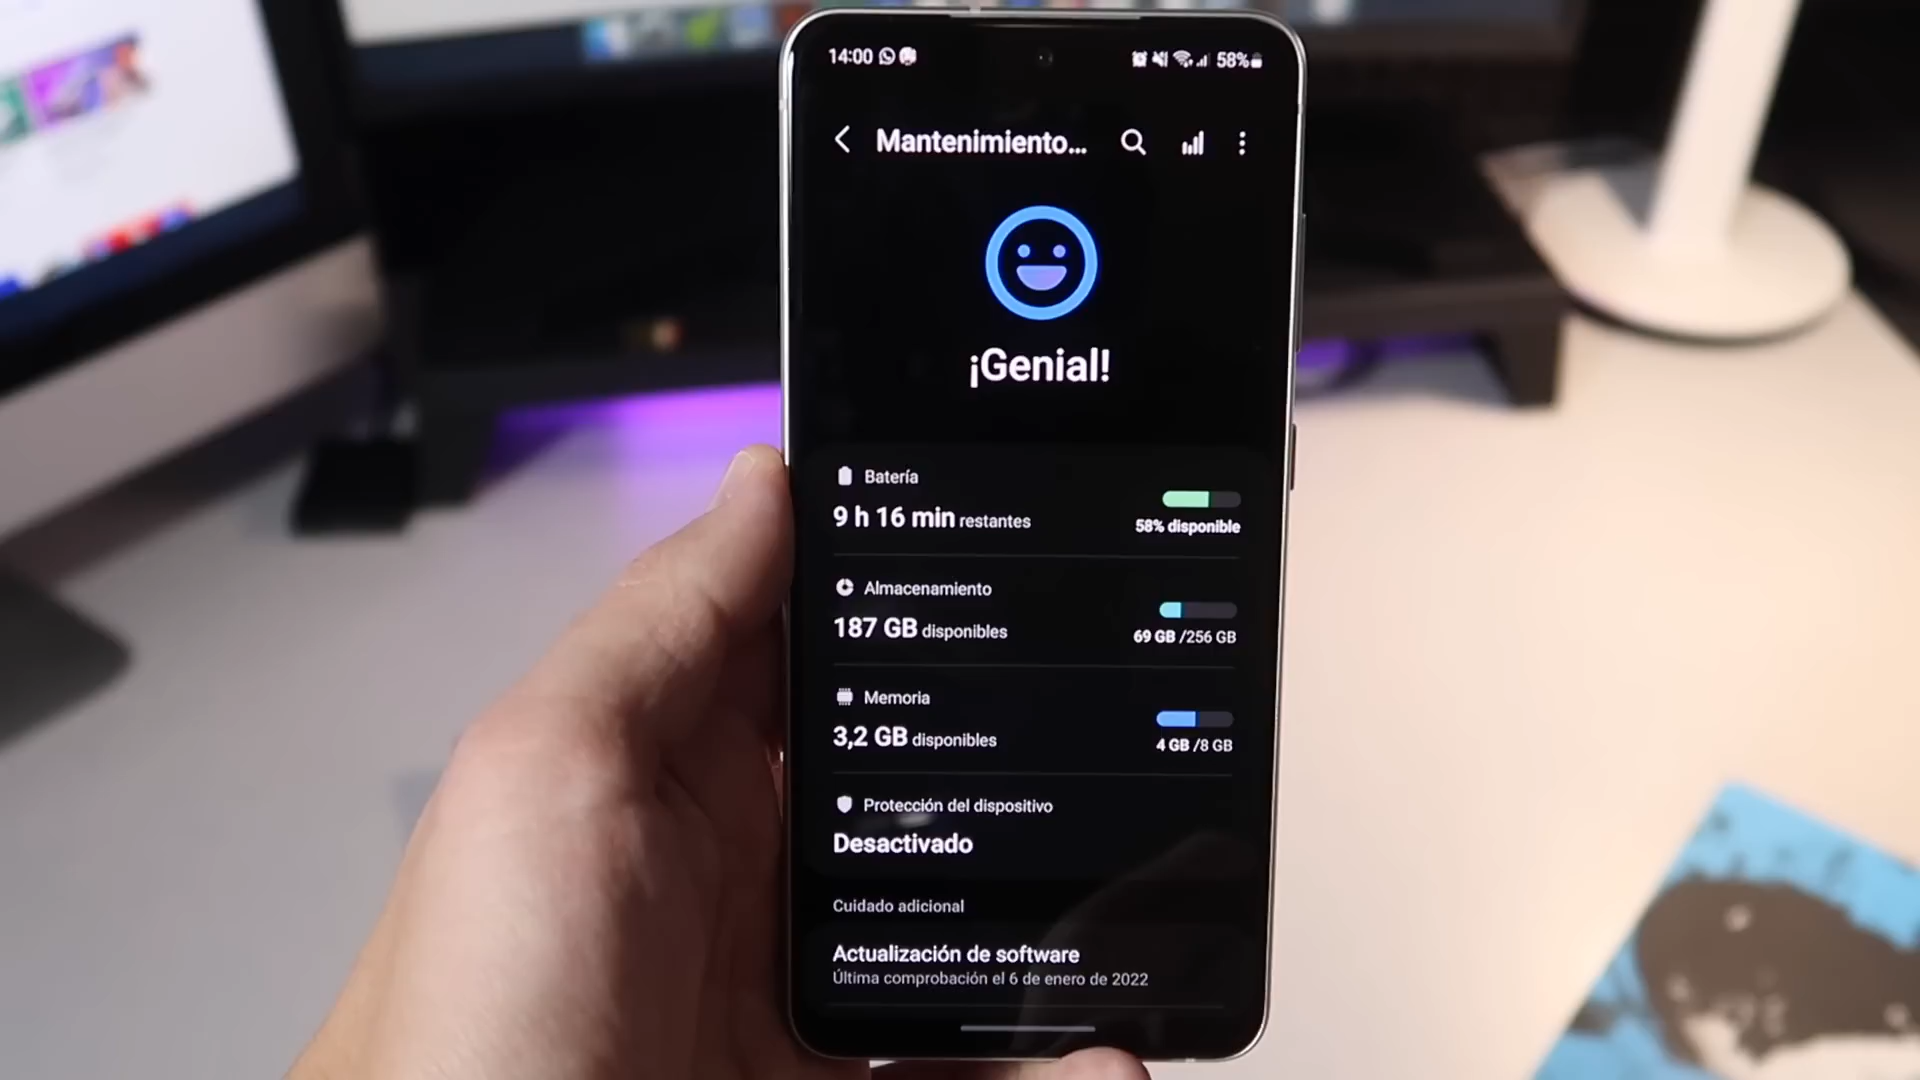 14:00 58%
Mantenimiento...
¡Genial!
Batería
9 h 16 min restantes
58% disponible
Almacenamiento
187 GB disponibles
69 GB /256 GB
Memoria
3,2 GB disponibles
4 GB /8 GB
Protección del dispositivo
Desactivado
Cuidado adicional
Actualización de software
Última comprobación el 6 de enero de 2022